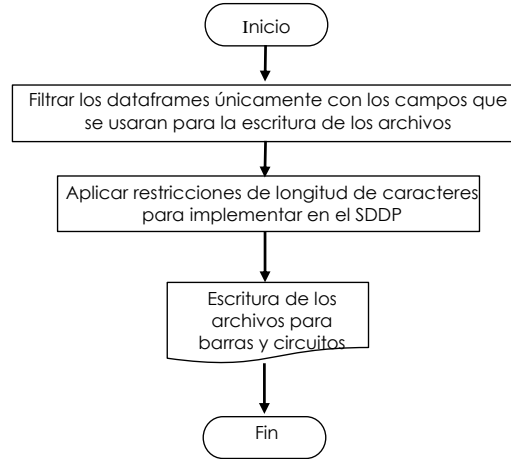 Inicio
Filtrar los dataframes únicamente con los campos que
se usaran para la escritura de los archivos
Aplicar restricciones de longitud de caracteres
para implementar en el SDDP
Escritura de los
archivos para
barras y circuitos
Fin